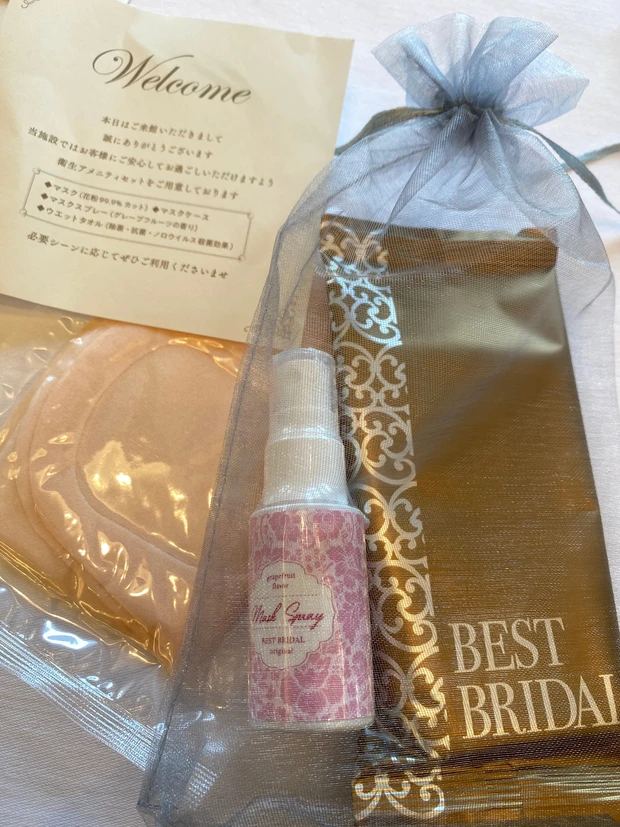 Welcome
本日はご来館いただきまして
誠にありがとうございます
当施設ではお客様にご安心してお過ごしいただけますよう
衛生アメニティセットをご用意しております
◆マスク(花粉99.9%カット) ◆マスクケース
◆マスクスプレー(グレープフルーツの香り)
◆ウエットタオル(除菌・抗菌・ノロウイルス殺菌効果)
必要シーンに応じてぜひご利用くださいませ
grapefruits
flavor
Mask Spray
BEST BRIDAL
original
BEST
BRIDAL